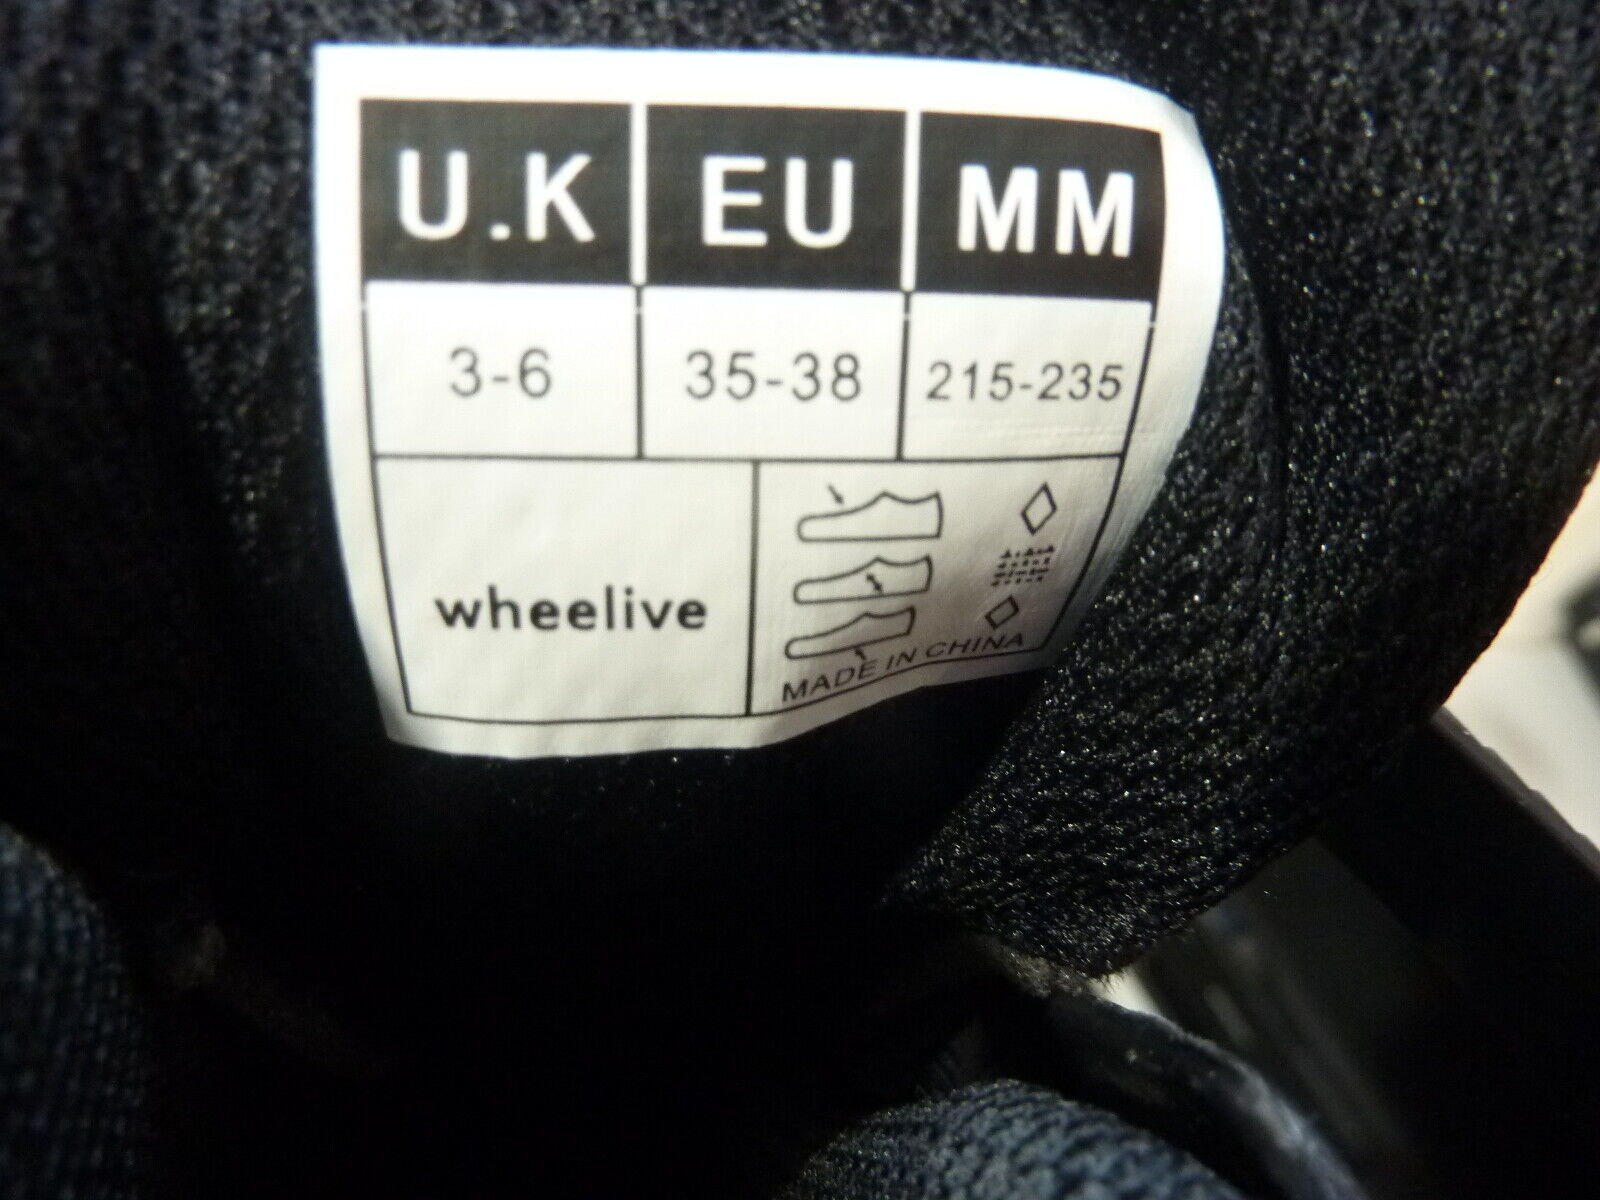 U.K EU MM
3-6 35-38 215-235
wheelive
MADE IN CHINA